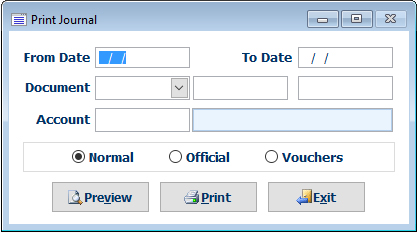 Print Journal
From Date / / To Date / /
Document
Account
Normal Official Vouchers
Preview Print Exit